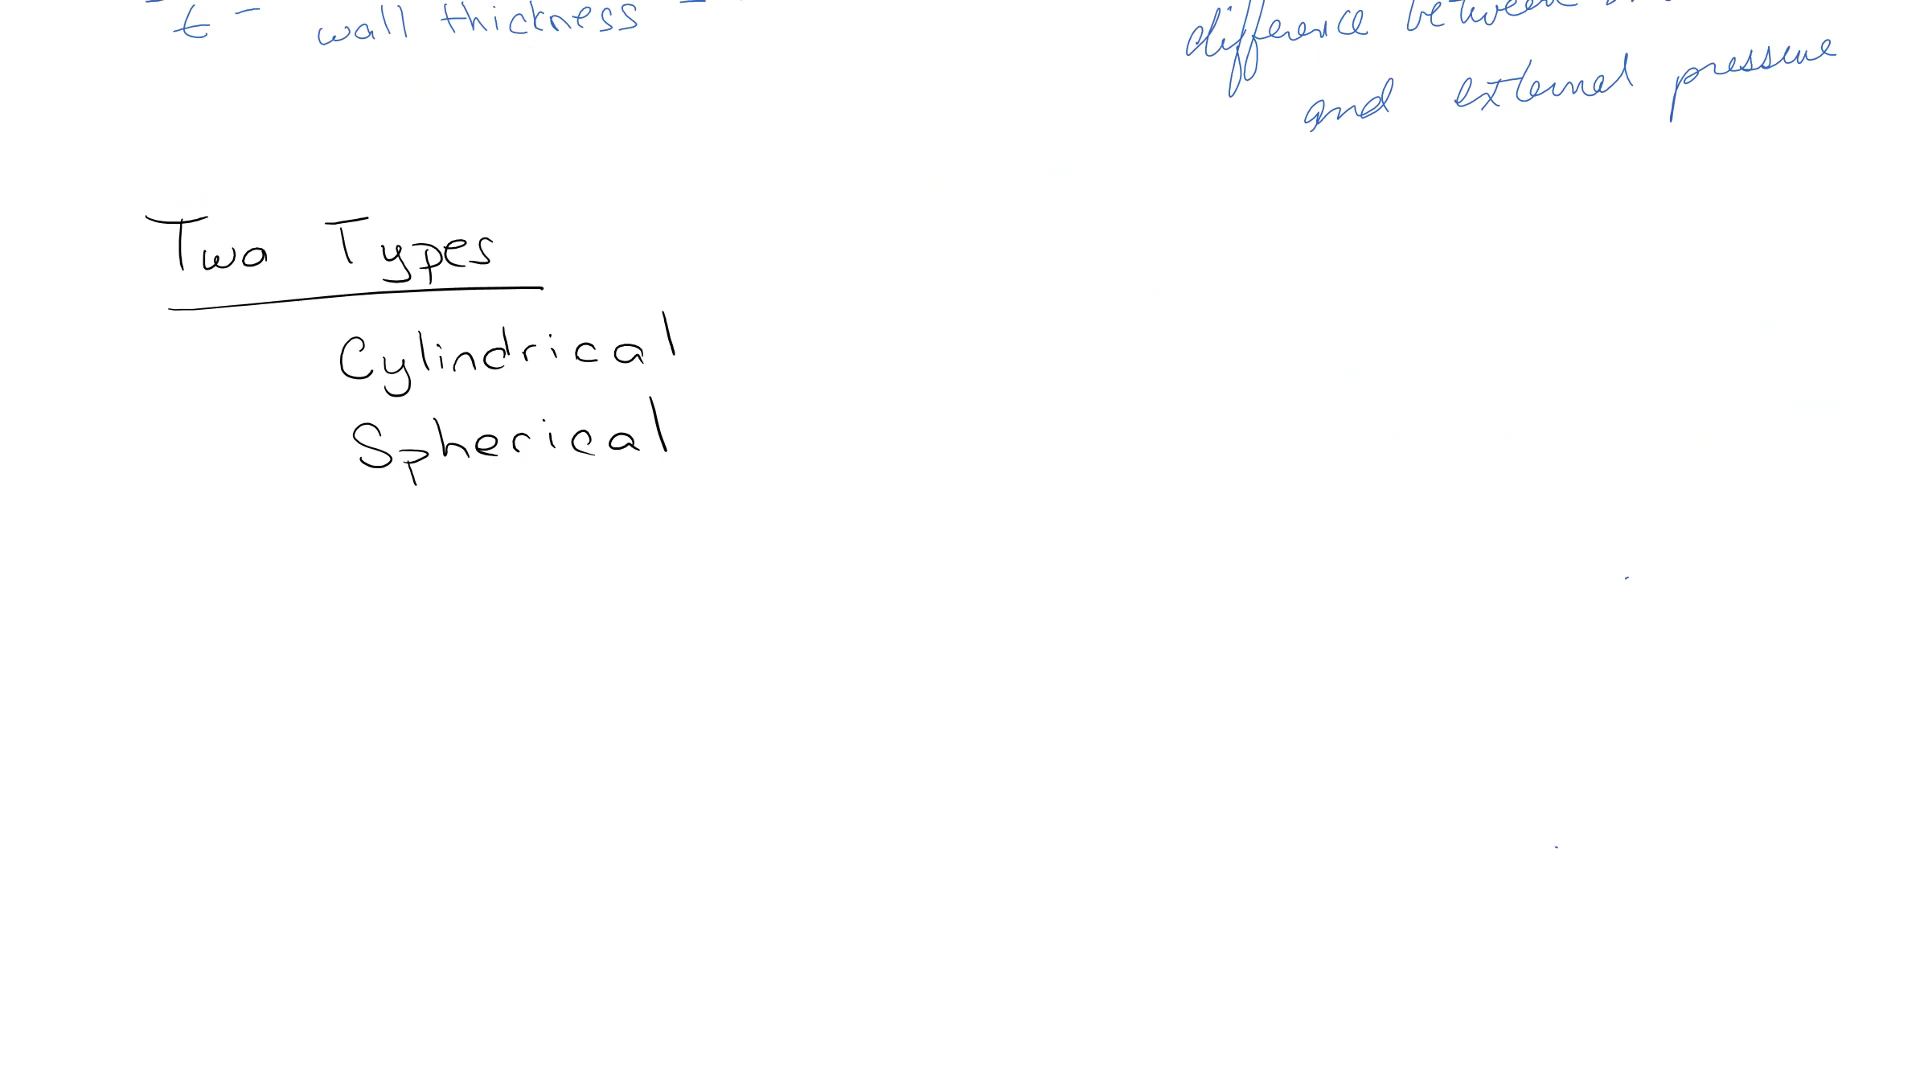 t - wall thickness -
difference between
and external pressure
Two Types
Cylindrical
Spherical